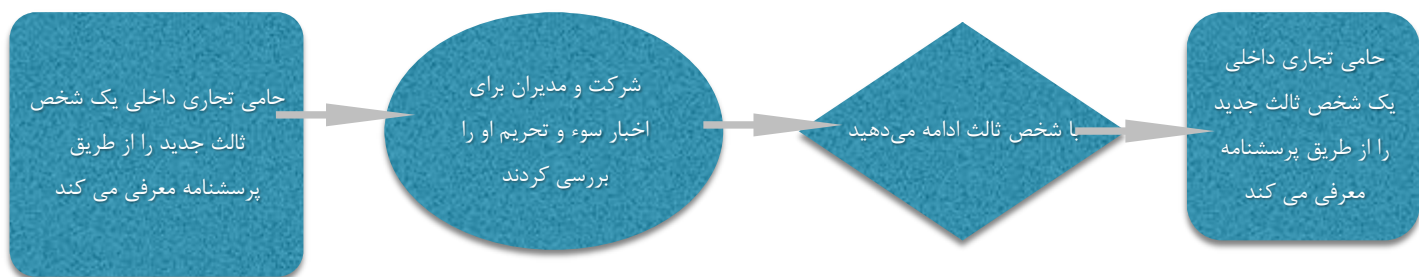 حامی تجاری داخلی یک شخص
ثالث جدید را از طریق
پرسشنامه معرفی می کند
شرکت و مدیران برای
اخبار سوء و تحریم او را
بررسی کردند
با شخص ثالث ادامه می‌دهید
حامی تجاری داخلی
یک شخص ثالث جدید
را از طریق پرسشنامه
معرفی می کند